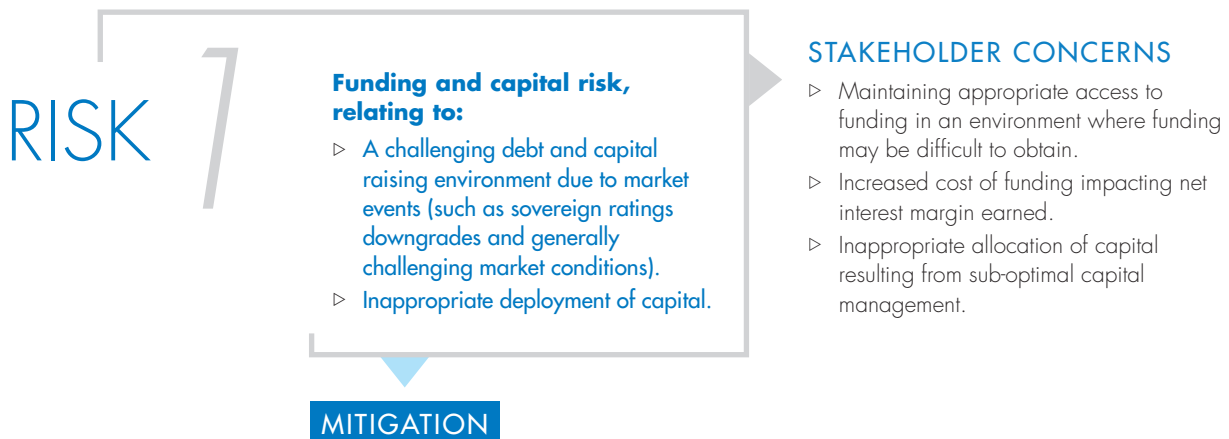 RISK 1
Funding and capital risk,
relating to:
▷ A challenging debt and capital
raising environment due to market
events (such as sovereign ratings
downgrades and generally
challenging market conditions).
▷ Inappropriate deployment of capital.
STAKEHOLDER CONCERNS
▷ Maintaining appropriate access to
funding in an environment where funding
may be difficult to obtain.
▷ Increased cost of funding impacting net
interest margin earned.
▷ Inappropriate allocation of capital
resulting from sub-optimal capital
management.
MITIGATION